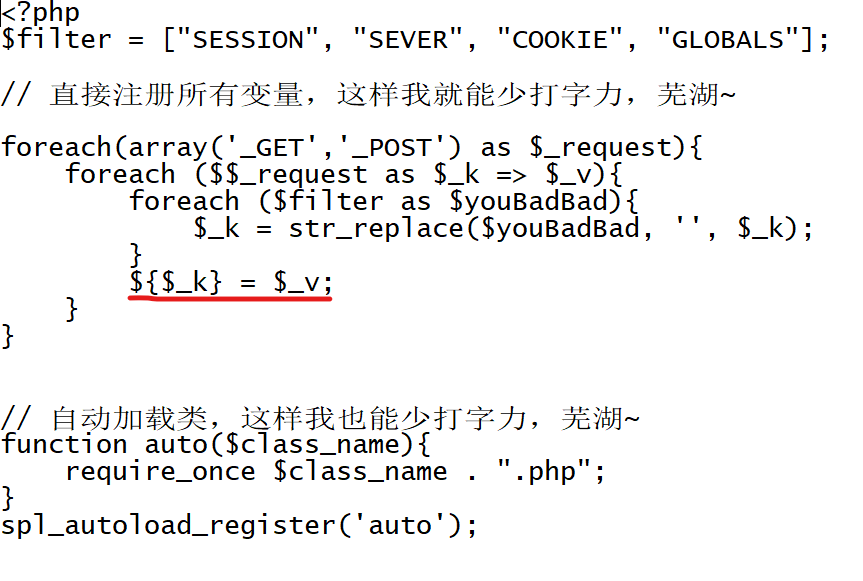 <?php
$filter = ["SESSION", "SEVER", "COOKIE", "GLOBALS"];
// 直接注册所有变量，这样我就能少打字力，芜湖~
foreach(array('_GET','_POST') as $_request){
    foreach ($$_request as $_k => $_v){
        foreach ($filter as $youBadBad){
            $_k = str_replace($youBadBad, '', $_k);
        }
        ${$_k} = $_v;
    }
}
// 自动加载类，这样我也能少打字力，芜湖~
function auto($class_name){
    require_once $class_name . ".php";
}
spl_autoload_register('auto');